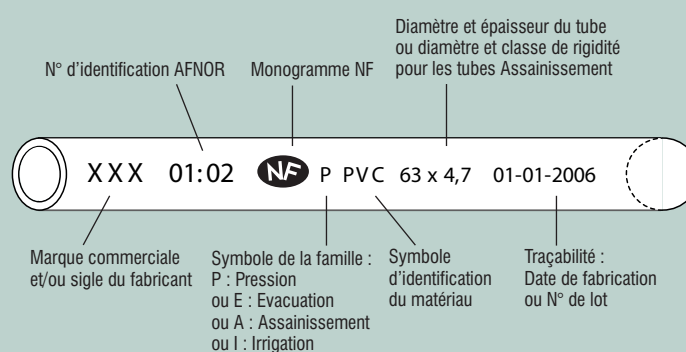 Diamètre et épaisseur du tube
ou diamètre et classe de rigidité
pour les tubes Assainissement
N° d'identification AFNOR
Monogramme NF
XXX 01:02 NF P PVC 63 x 4,7 01-01-2006
Marque commerciale
et/ou sigle du fabricant
Symbole de la famille :
P : Pression
ou E : Evacuation
ou A : Assainissement
ou I : Irrigation
Symbole
d'identification
du matériau
Traçabilité :
Date de fabrication
ou N° de lot